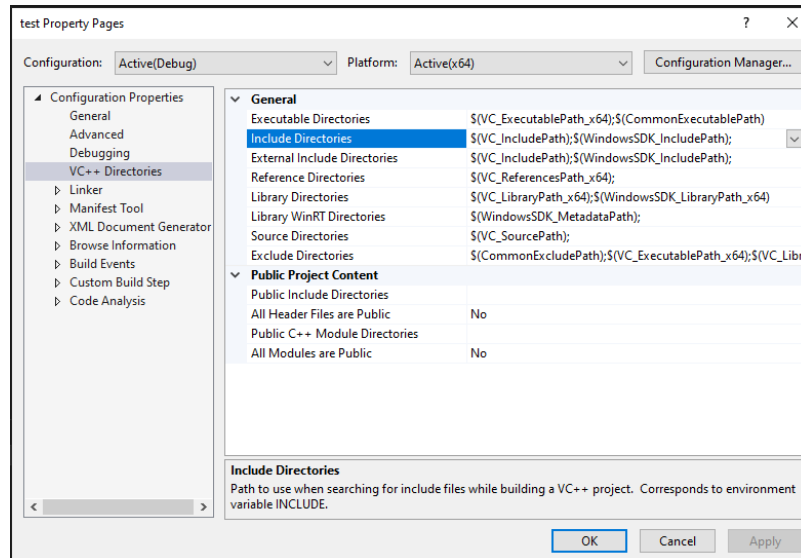 test Property Pages
? ×
Configuration: Active(Debug) Platform: Active(x64) Configuration Manager...
Configuration Properties
General
Advanced
Debugging
VC++ Directories
Linker
Manifest Tool
XML Document Generator
Browse Information
Build Events
Custom Build Step
Code Analysis
General
Executable Directories $(VC_ExecutablePath_x64);$(CommonExecutablePath)
Include Directories $(VC_IncludePath);$(WindowsSDK_IncludePath);
External Include Directories $(VC_IncludePath);$(WindowsSDK_IncludePath);
Reference Directories $(VC_ReferencesPath_x64);
Library Directories $(VC_LibraryPath_x64);$(WindowsSDK_LibraryPath_x64)
Library WinRT Directories $(WindowsSDK_MetadataPath);
Source Directories $(VC_SourcePath);
Exclude Directories $(CommonExcludePath);$(VC_ExecutablePath_x64);$(VC_Libr
Public Project Content
Public Include Directories
All Header Files are Public No
Public C++ Module Directories
All Modules are Public No
Include Directories
Path to use when searching for include files while building a VC++ project. Corresponds to environment
variable INCLUDE.
OK Cancel Apply